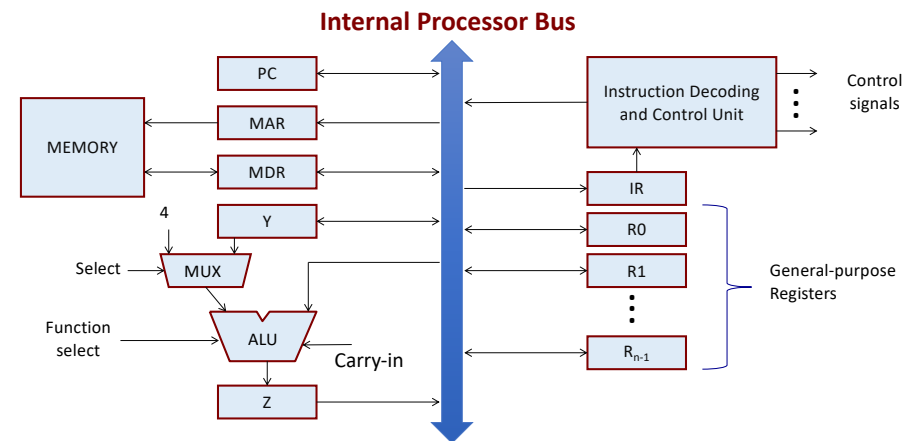 Internal Processor Bus
PC
MAR
MEMORY
MDR
Y
4
Select
MUX
Function
select
ALU
Carry-in
Z
Instruction Decoding
and Control Unit
Control
signals
IR
R0
R1
Rn-1
General-purpose
Registers